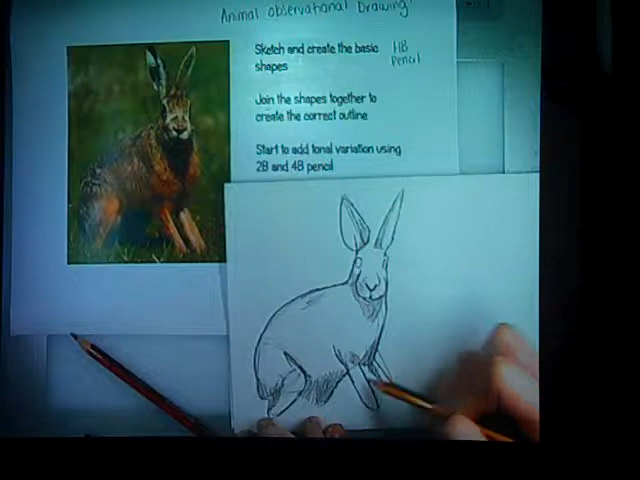 Animal observational Drawing
Sketch and create the basic
shapes
HB
Pencil
Join the shapes together to
create the correct outline
Start to add tonal variation using
2B and 4B pencil